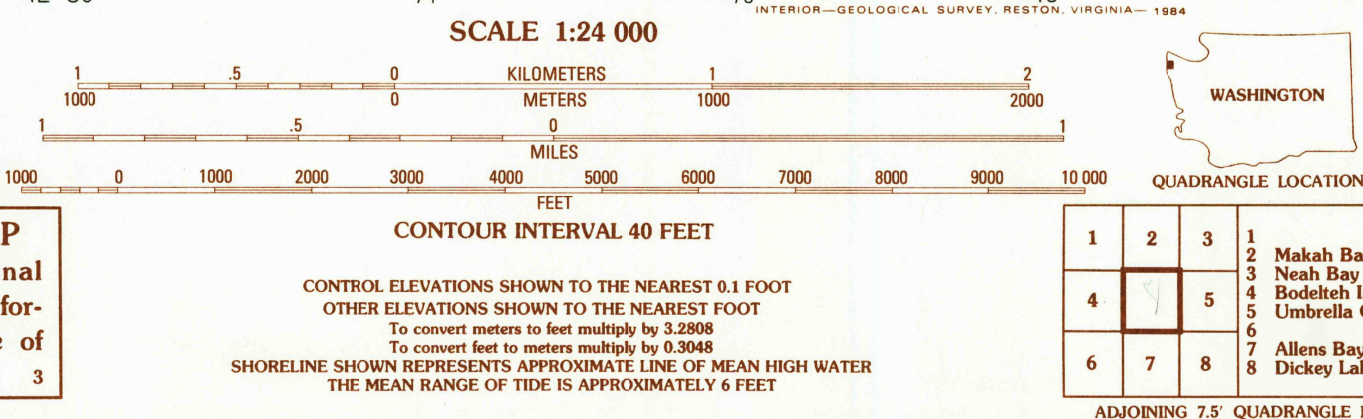 INTERIOR—GEOLOGICAL SURVEY, RESTON, VIRGINIA— 1984
SCALE 1:24 000
1 .5 0 KILOMETERS 1 2
1000 0 METERS 1000 2000
1 .5 0 1
MILES
1000 0 1000 2000 3000 4000 5000 6000 7000 8000 9000 10 000
FEET
WASHINGTON
QUADRANGLE LOCATION
CONTOUR INTERVAL 40 FEET
CONTROL ELEVATIONS SHOWN TO THE NEAREST 0.1 FOOT
OTHER ELEVATIONS SHOWN TO THE NEAREST FOOT
To convert meters to feet multiply by 3.2808
To convert feet to meters multiply by 0.3048
SHORELINE SHOWN REPRESENTS APPROXIMATE LINE OF MEAN HIGH WATER
THE MEAN RANGE OF TIDE IS APPROXIMATELY 6 FEET
P
nal
for-
of
3
1 2 3
4 5
6 7 8
1
2 Makah Ba
3 Neah Bay
4 Bodelteh I
5 Umbrella
6
7 Allens Bay
8 Dickey Lak
ADJOINING 7.5' QUADRANGLE